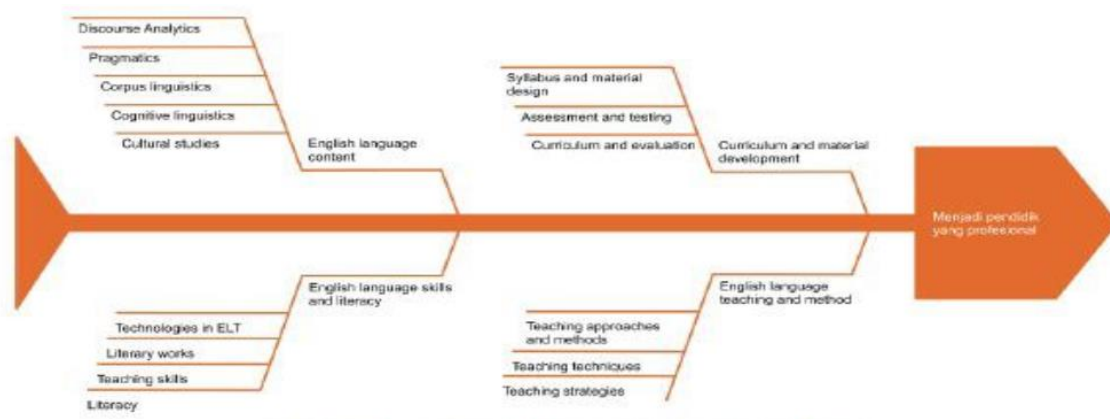 Discourse Analytics
Pragmatics
Corpus linguistics
Cognitive linguistics
Cultural studies
English language
content
Syllabus and material
design
Assessment and testing
Curriculum and evaluation
Curriculum and material
development
Menjadi pendidik
yang profesional
English language skills
and literacy
Technologies in ELT
Literary works
Teaching skills
Literacy
English language
teaching and method
Teaching approaches
and methods
Teaching techniques
Teaching strategies